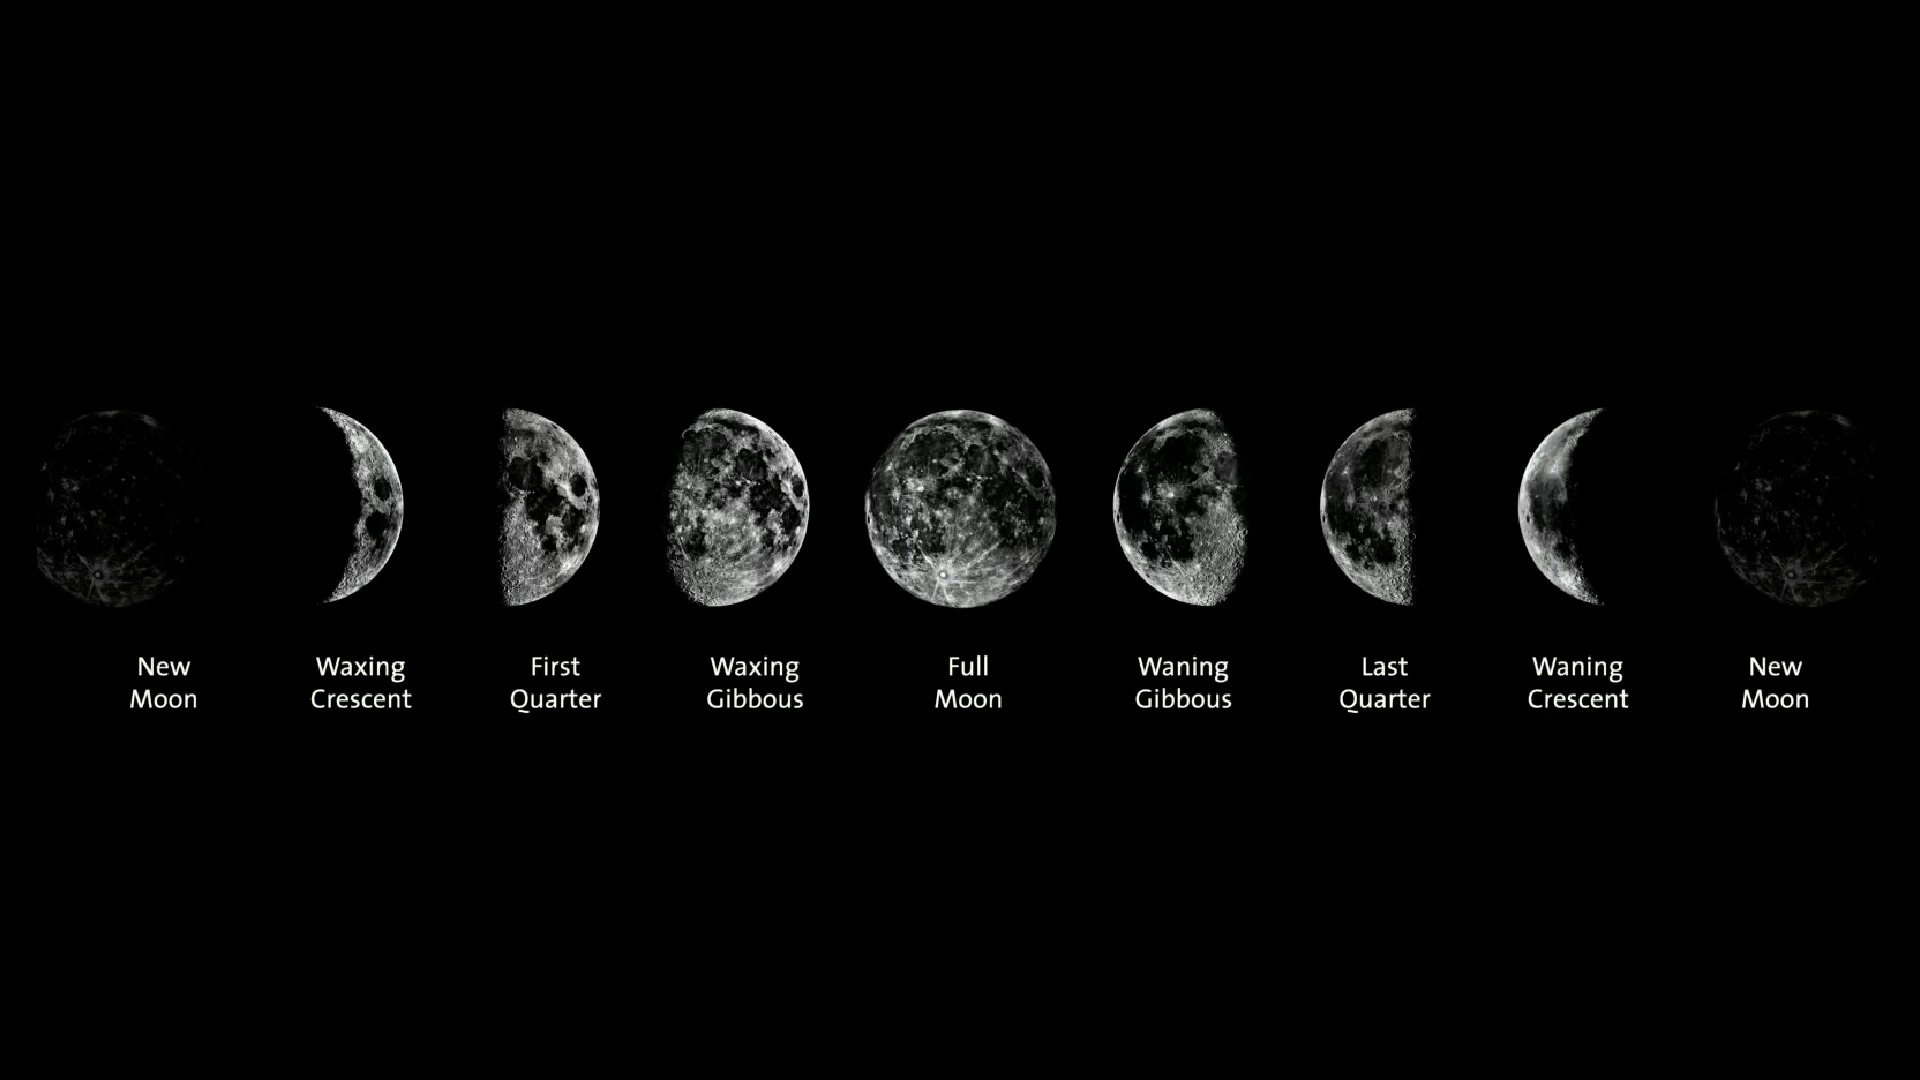 New
Moon
Waxing
Crescent
First
Quarter
Waxing
Gibbous
Full
Moon
Waning
Gibbous
Last
Quarter
Waning
Crescent
New
Moon